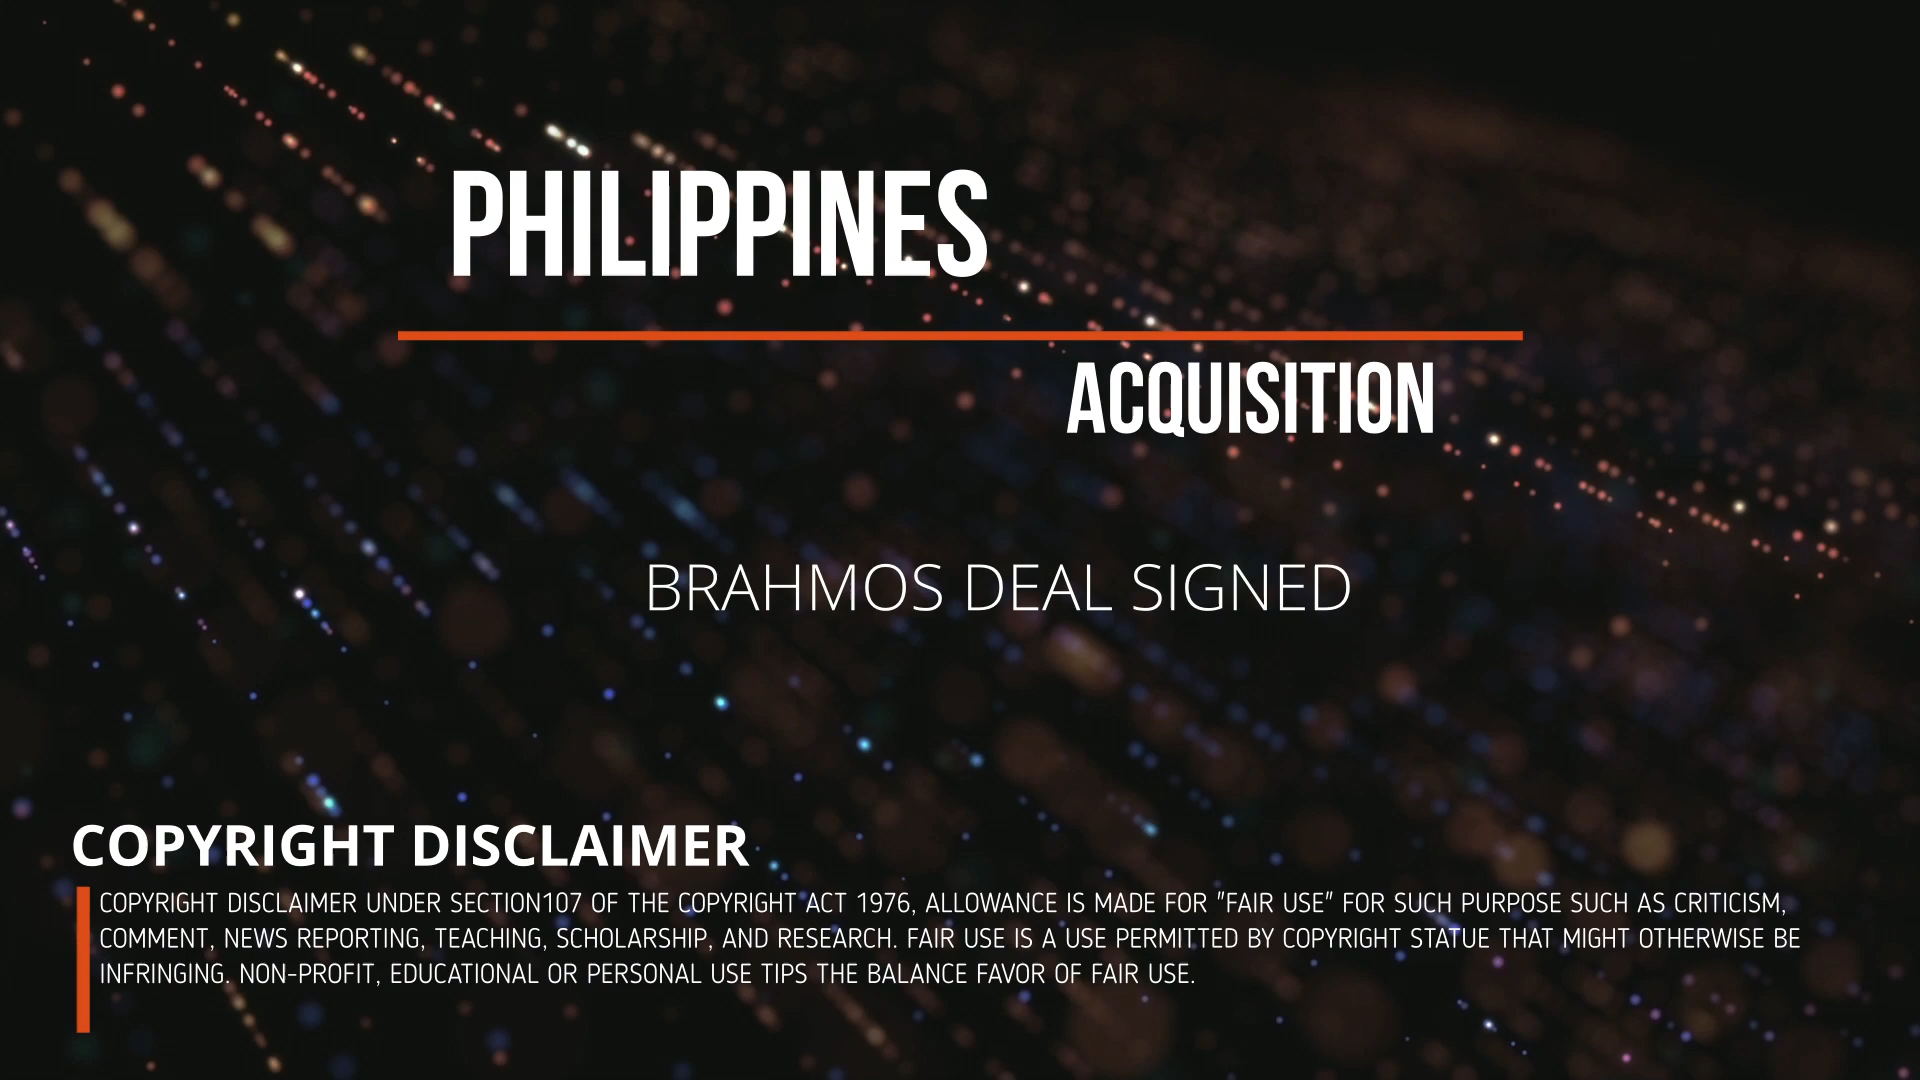 PHILIPPINES
ACQUISITION
BRAHMOS DEAL SIGNED
COPYRIGHT DISCLAIMER
COPYRIGHT DISCLAIMER UNDER SECTION107 OF THE COPYRIGHT ACT 1976, ALLOWANCE IS MADE FOR "FAIR USE" FOR SUCH PURPOSE SUCH AS CRITICISM,
COMMENT, NEWS REPORTING, TEACHING, SCHOLARSHIP, AND RESEARCH. FAIR USE IS A USE PERMITTED BY COPYRIGHT STATUE THAT MIGHT OTHERWISE BE
INFRINGING. NON-PROFIT, EDUCATIONAL OR PERSONAL USE TIPS THE BALANCE FAVOR OF FAIR USE.